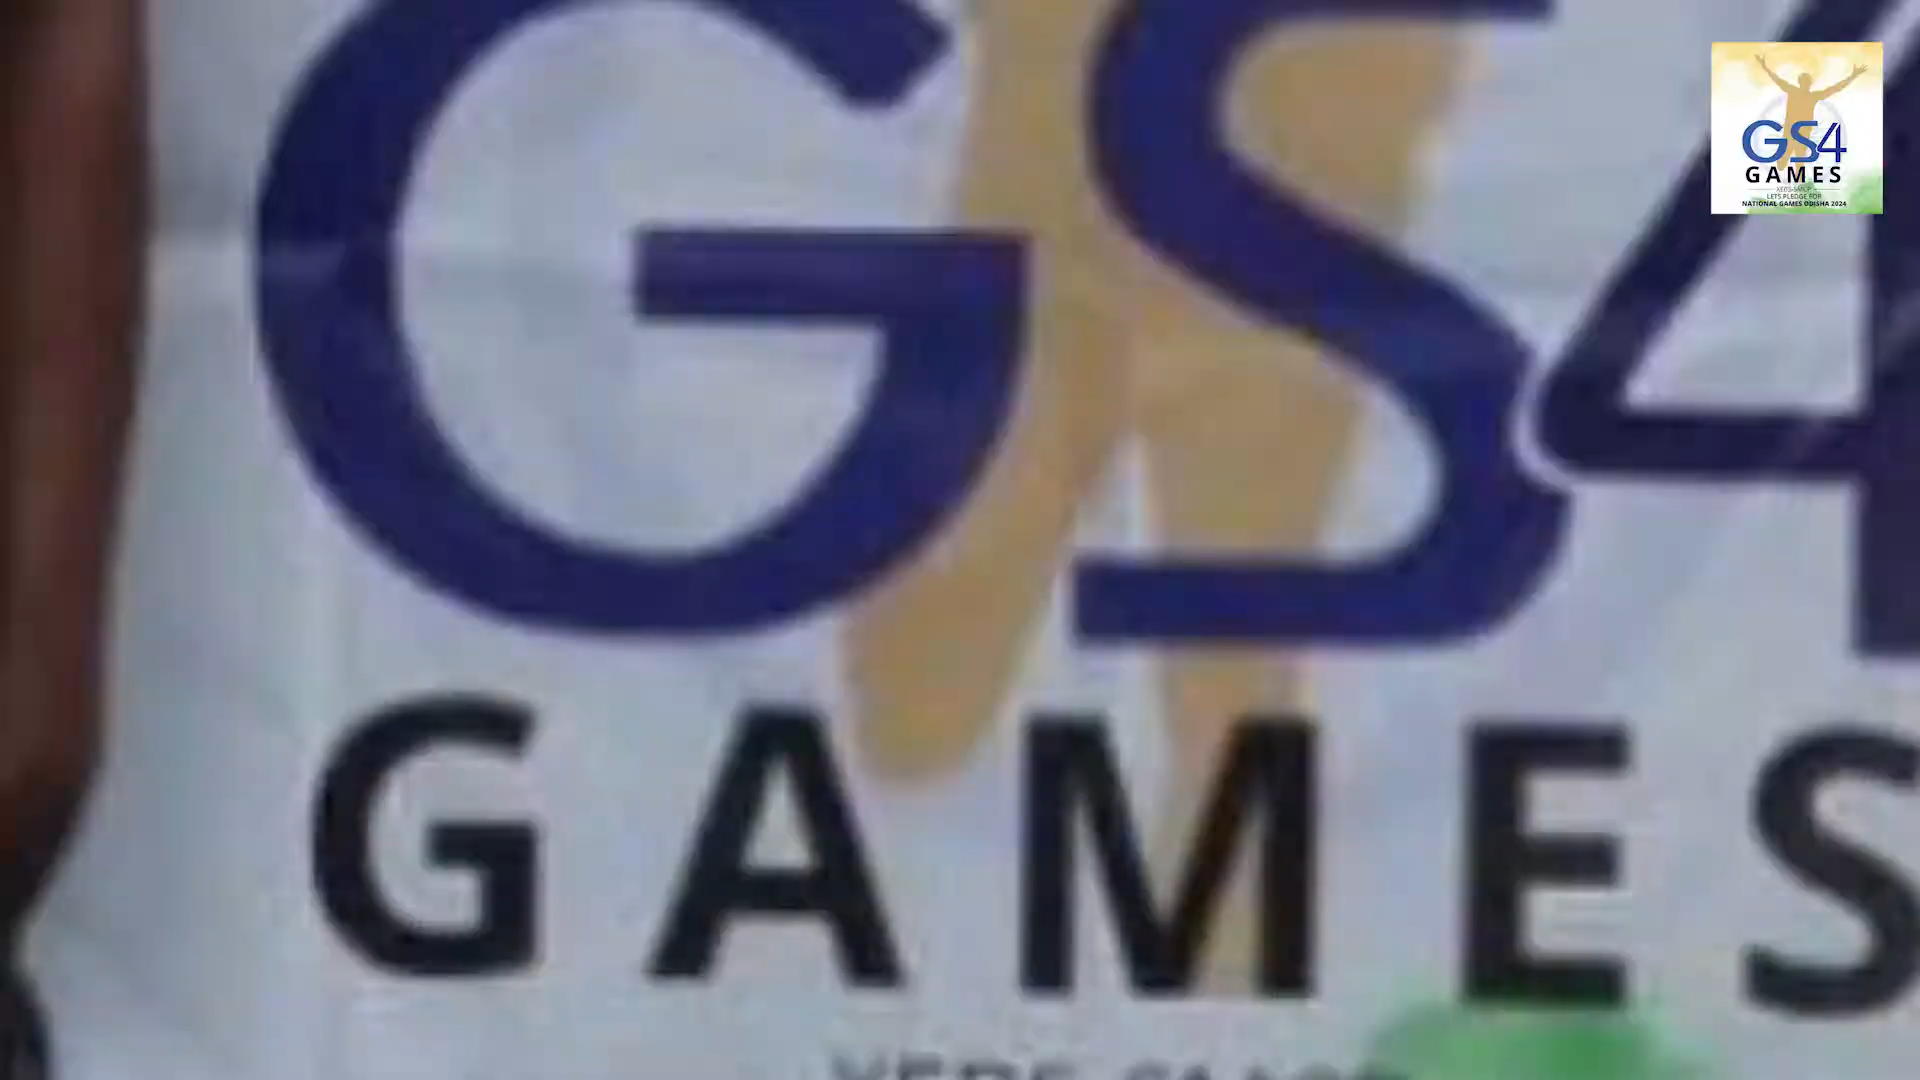 GS4
GAMES
GS4
GAMES
LETS PLEDGE FOR
NATIONAL GAMES ODISHA 2024